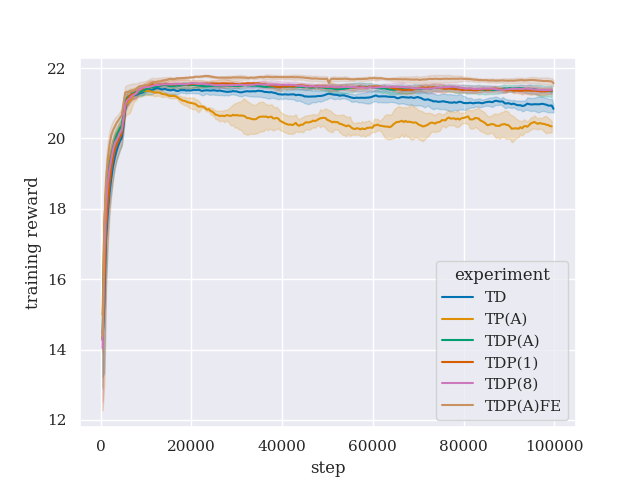 22
20
18
16
14
12
training reward
experiment
TD
TP(A)
TDP(A)
TDP(1)
TDP(8)
TDP(A)FE
0
20000
40000
60000
80000
100000
step